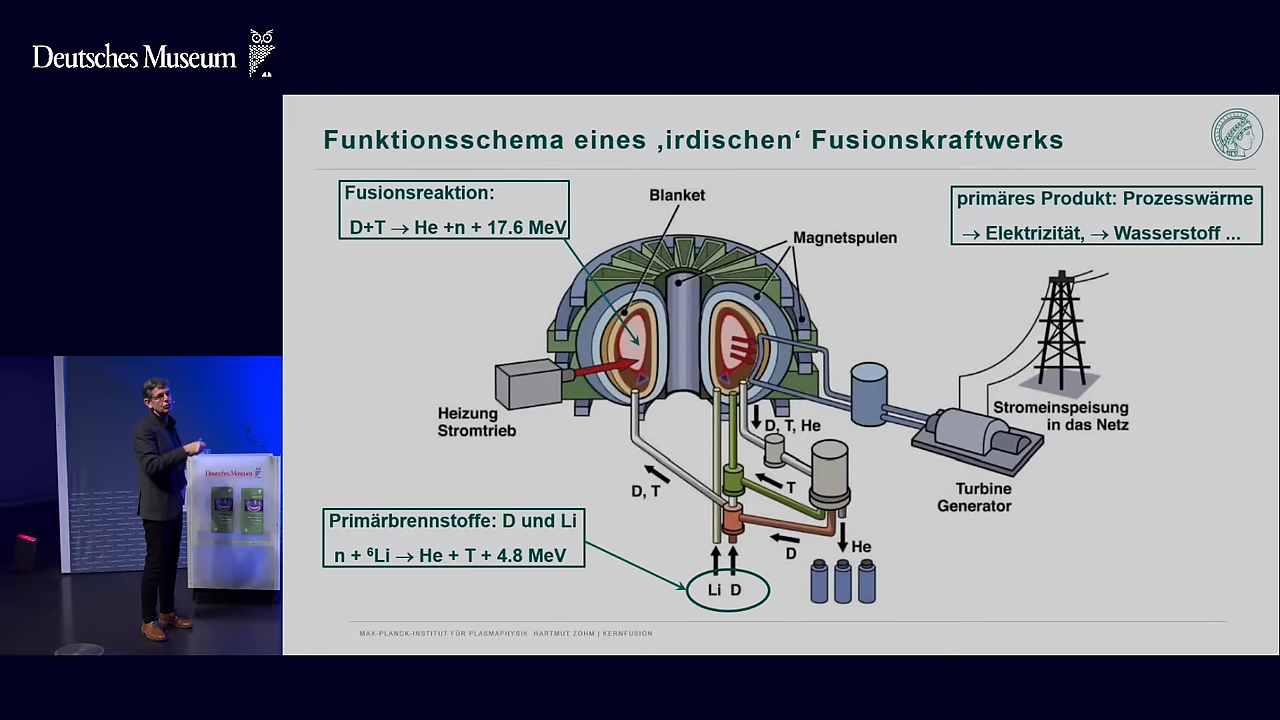 Deutsches Museum
Funktionsschema eines ‚irdischen‘ Fusionskraftwerks
Fusionsreaktion:
D+T → He +n + 17.6 MeV
Blanket
Magnetspulen
primäres Produkt: Prozesswärme
→ Elektrizität, → Wasserstoff ...
Heizung
Stromtrieb
D, T, He
Stromeinspeisung
in das Netz
D, T
T
Turbine
Generator
Primärbrennstoffe: D und Li
n + ⁶Li → He + T + 4.8 MeV
D
He
Li D
MAX-PLANCK-INSTITUT FÜR PLASMAPHYSIK HARTMUT ZOHM | KERNFUSION
Deutsches Museum